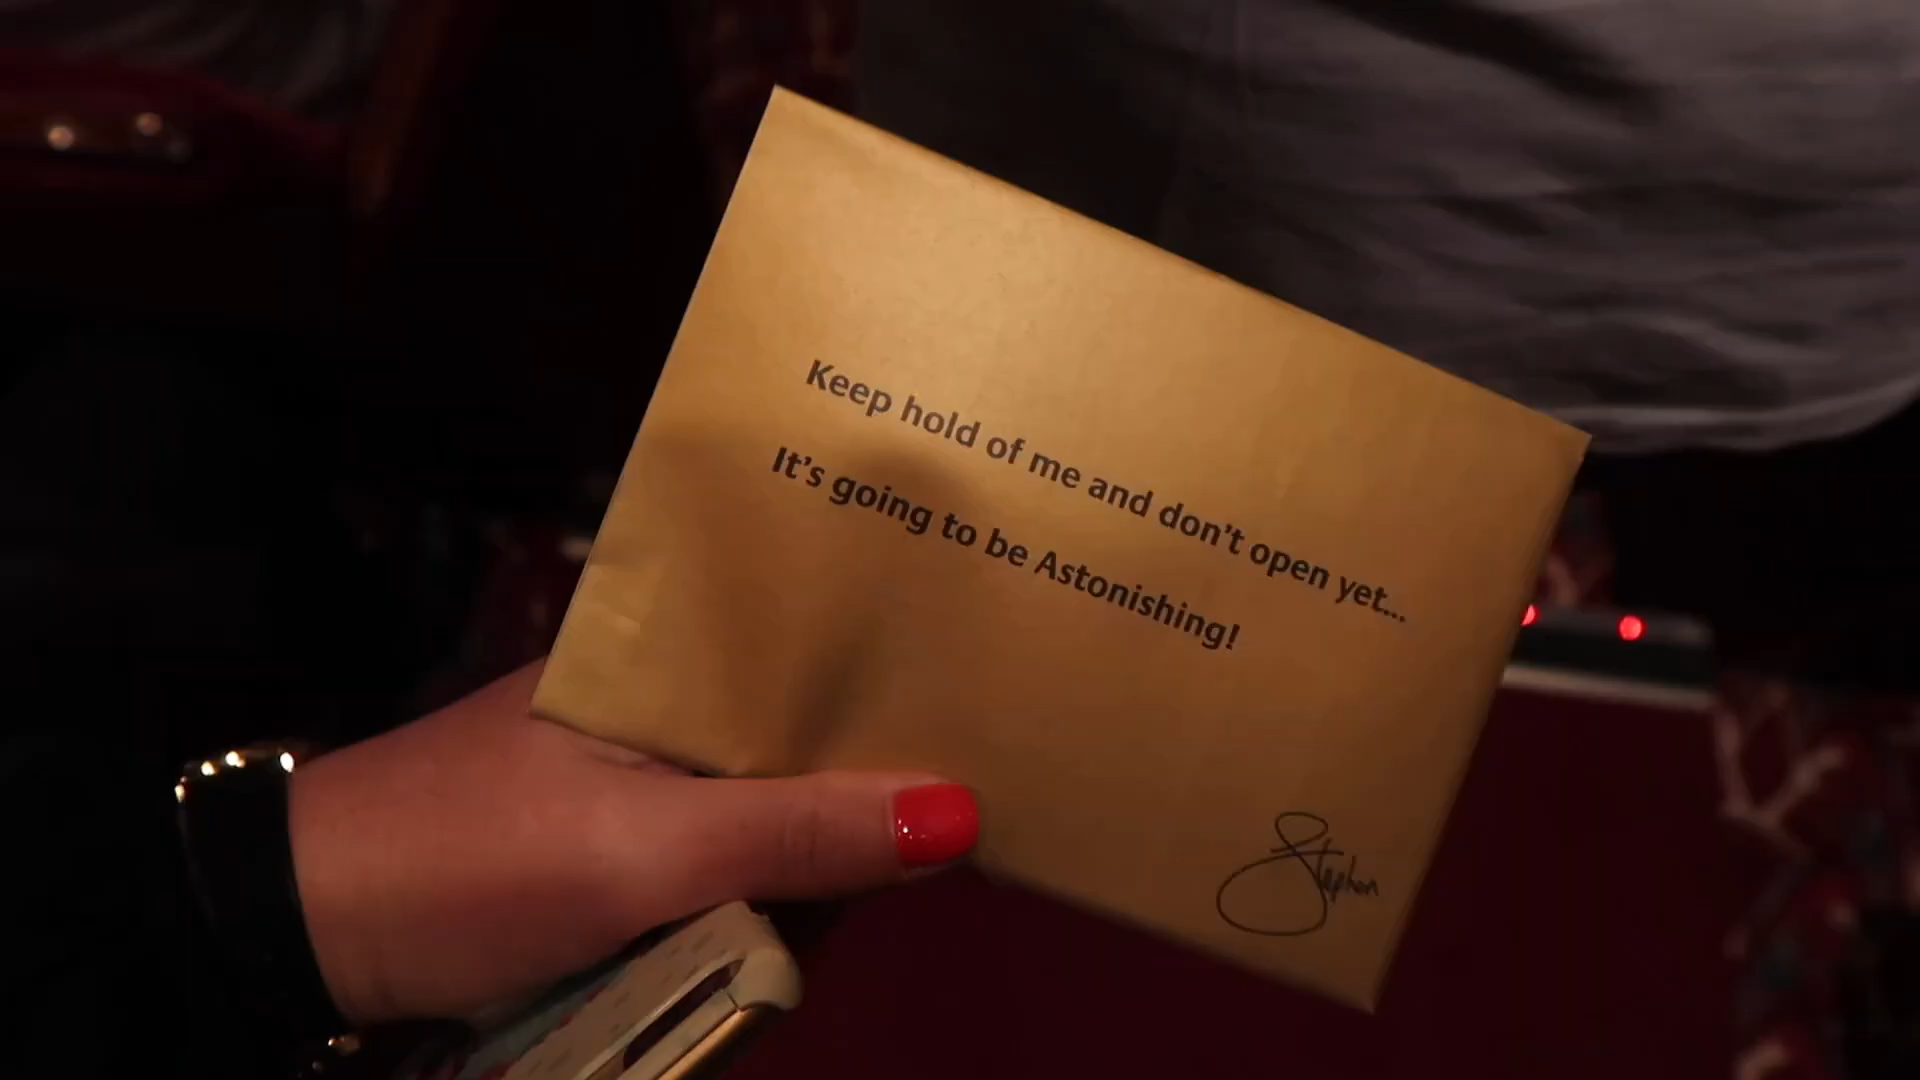 Keep hold of me and don't open yet...
It's going to be Astonishing!
Stephen